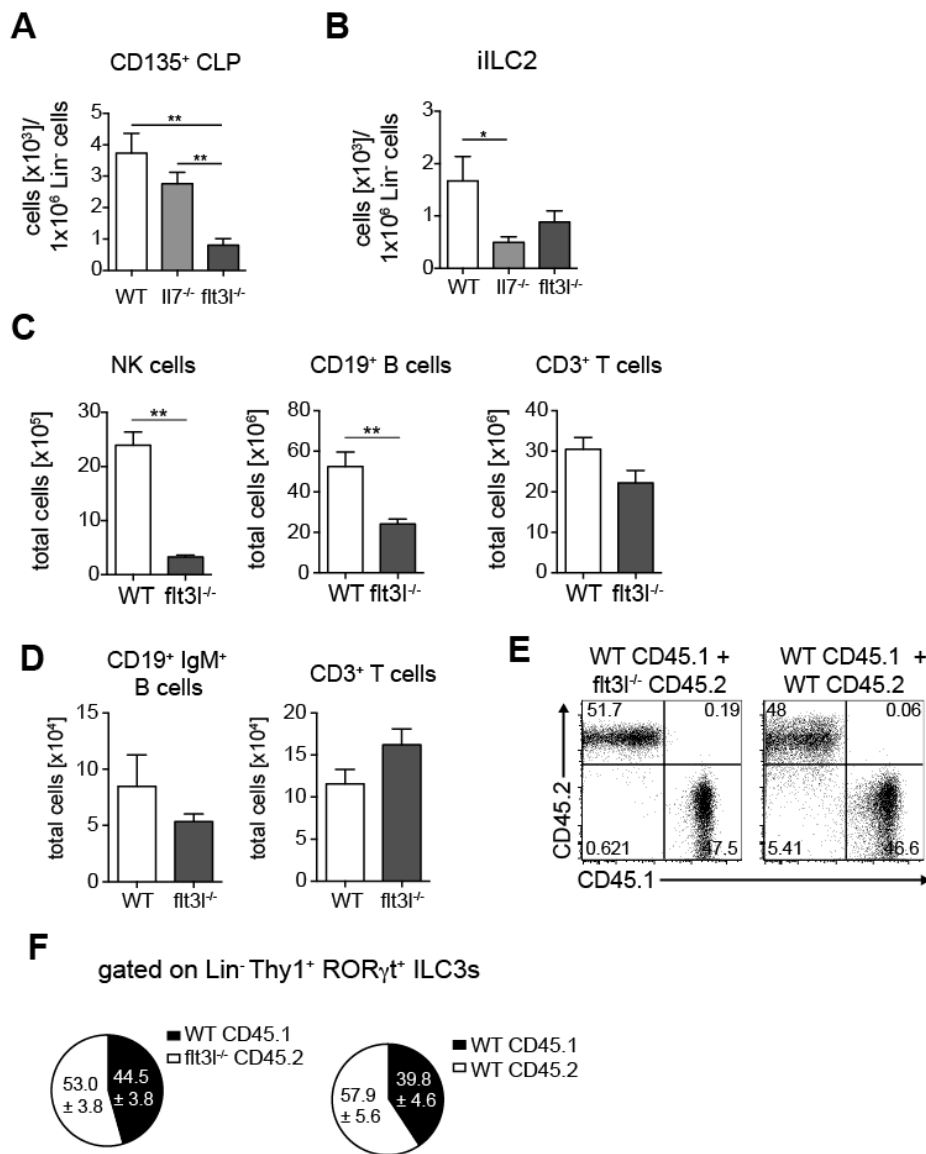 A
CD135⁺ CLP
cells [x10³]/
1x10⁶ Lin⁻ cells
5
4
3
2
1
0
**
**
WT Il7⁻/⁻ flt3l⁻/⁻
B
iILC2
cells [x10³]/
1x10⁶ Lin⁻ cells
3
2
1
0
*
WT Il7⁻/⁻ flt3l⁻/⁻
C
NK cells
total cells [x10⁵]
30
20
10
0
**
WT flt3l⁻/⁻
CD19⁺ B cells
total cells [x10⁶]
80
60
40
20
0
**
WT flt3l⁻/⁻
CD3⁺ T cells
total cells [x10⁶]
40
30
20
10
0
WT flt3l⁻/⁻
D
CD19⁺ IgM⁺
B cells
total cells [x10⁴]
15
10
5
0
WT flt3l⁻/⁻
CD3⁺ T cells
total cells [x10⁴]
20
15
10
5
0
WT flt3l⁻/⁻
E
WT CD45.1 +
flt3l⁻/⁻ CD45.2
51.7 0.19
0.621 47.5
WT CD45.1 +
WT CD45.2
48 0.06
5.41 46.6
CD45.2
CD45.1
F
gated on Lin⁻ Thy1⁺ RORγt⁺ ILC3s
WT CD45.1
flt3l⁻/⁻ CD45.2
53.0
± 3.8
44.5
± 3.8
WT CD45.1
WT CD45.2
57.9
± 5.6
39.8
± 4.6